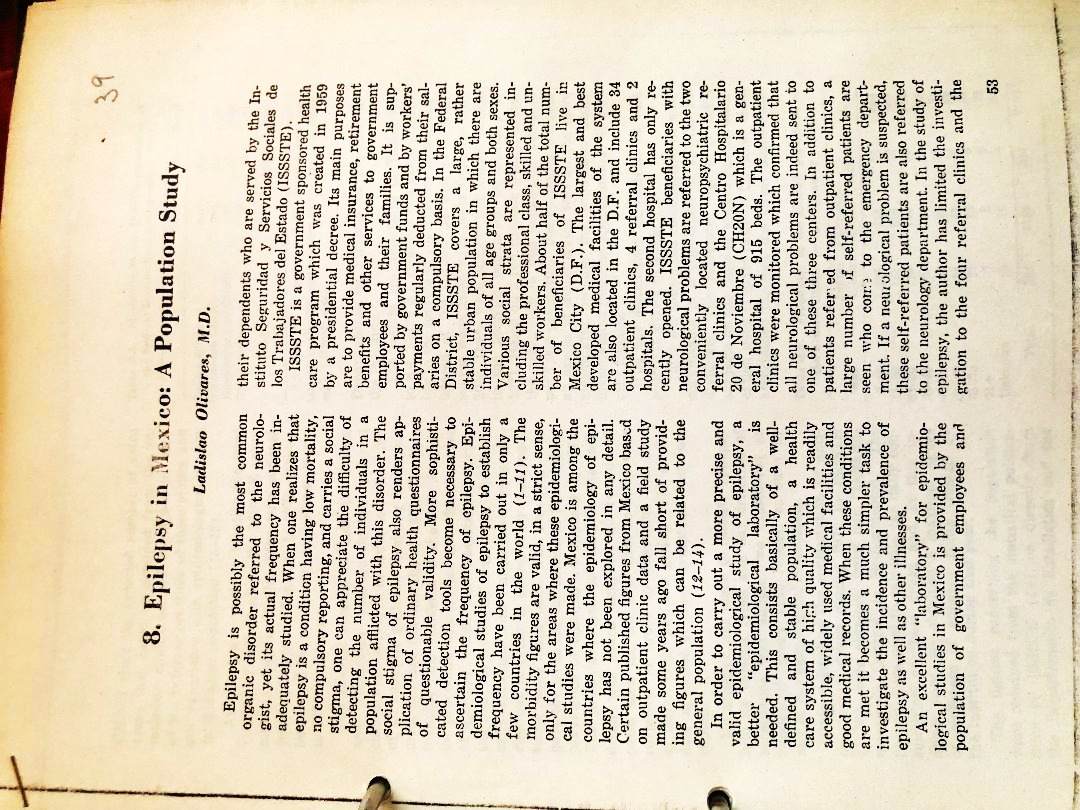 39
8. Epilepsy in Mexico: A Population Study
Ladislao Olivares, M.D.
Epilepsy is possibly the most common
organic disorder referred to the neurolo-
gist, yet its actual frequency has been in-
adequately studied. When one realizes that
epilepsy is a condition having low mortality,
no compulsory reporting, and carries a social
stigma, one can appreciate the difficulty of
detecting the number of individuals in a
population afflicted with this disorder. The
social stigma of epilepsy also renders ap-
plication of ordinary health questionnaires
of questionable validity. More sophisti-
cated detection tools become necessary to
ascertain the frequency of epilepsy. Epi-
demiological studies of epilepsy to establish
frequency have been carried out in only a
few countries in the world (1-11). The
morbidity figures are valid, in a strict sense,
only for the areas where these epidemiologi-
cal studies were made. Mexico is among the
countries where the epidemiology of epi-
lepsy has not been explored in any detail.
Certain published figures from Mexico based
on outpatient clinic data and a field study
made some years ago fall short of provid-
ing figures which can be related to the
general population (12-14).
In order to carry out a more precise and
valid epidemiological study of epilepsy, a
better "epidemiological laboratory" is
needed. This consists basically of a well-
defined and stable population, a health
care system of high quality which is readily
accessible, widely used medical facilities and
good medical records. When these conditions
are met it becomes a much simpler task to
investigate the incidence and prevalence of
epilepsy as well as other illnesses.
An excellent "laboratory" for epidemio-
logical studies in Mexico is provided by the
population of government employees and
their dependents who are served by the In-
stituto Seguridad y Servicios Sociales de
los Trabajadores del Estado (ISSSTE).
ISSSTE is a government sponsored health
care program which was created in 1959
by a presidential decree. Its main purposes
are to provide medical insurance, retirement
benefits and other services to government
employees and their families. It is sup-
ported by government funds and by workers'
payments regularly deducted from their sal-
aries on a compulsory basis. In the Federal
District, ISSSTE covers a large, rather
stable urban population in which there are
individuals of all age groups and both sexes.
Various social strata are represented in-
cluding the professional class, skilled and un-
skilled workers. About half of the total num-
ber of beneficiaries of ISSSTE live in
Mexico City (D.F.). The largest and best
developed medical facilities of the system
are also located in the D.F. and include 34
outpatient clinics, 4 referral clinics and 2
hospitals. The second hospital has only re-
cently opened. ISSSTE beneficiaries with
neurological problems are referred to the two
conveniently located neuropsychiatric re-
ferral clinics and the Centro Hospitalario
20 de Noviembre (CH20N) which is a gen-
eral hospital of 915 beds. The outpatient
clinics were monitored which confirmed that
all neurological problems are indeed sent to
one of these three centers. In addition to
patients referred from outpatient clinics, a
large number of self-referred patients are
seen who come to the emergency depart-
ment. If a neurological problem is suspected,
these self-referred patients are also referred
to the neurology department. In the study of
epilepsy, the author has limited the investi-
gation to the four referral clinics and the
53